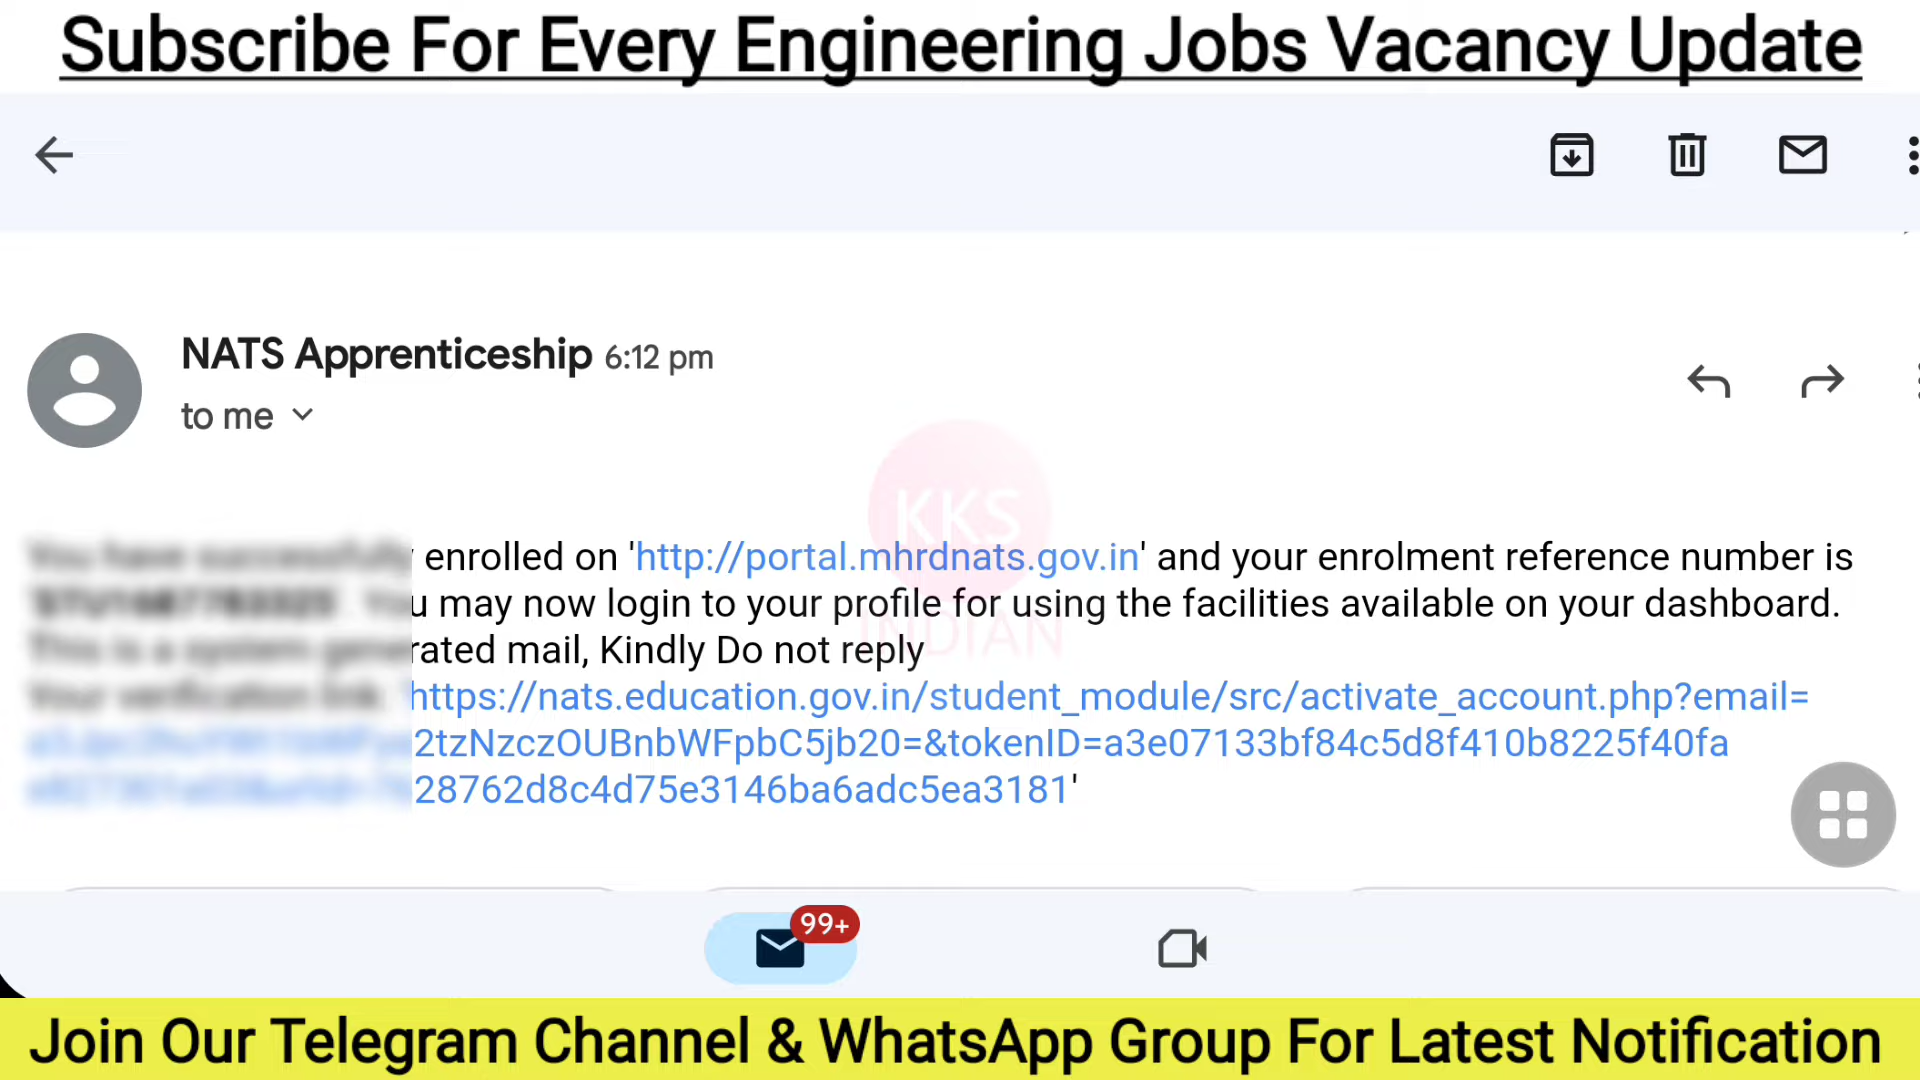 Subscribe For Every Engineering Jobs Vacancy Update
NATS Apprenticeship 6:12 pm
to me
KKS
INDIAN
enrolled on 'http://portal.mhrdnats.gov.in' and your enrolment reference number is
may now login to your profile for using the facilities available on your dashboard.
mail, Kindly Do not reply
https://nats.education.gov.in/student_module/src/activate_account.php?email=
2tzNzczOUBnbWFpbC5jb20=&tokenID=a3e07133bf84c5d8f410b8225f40fa
28762d8c4d75e3146ba6adc5ea3181'
99+
Join Our Telegram Channel & WhatsApp Group For Latest Notification